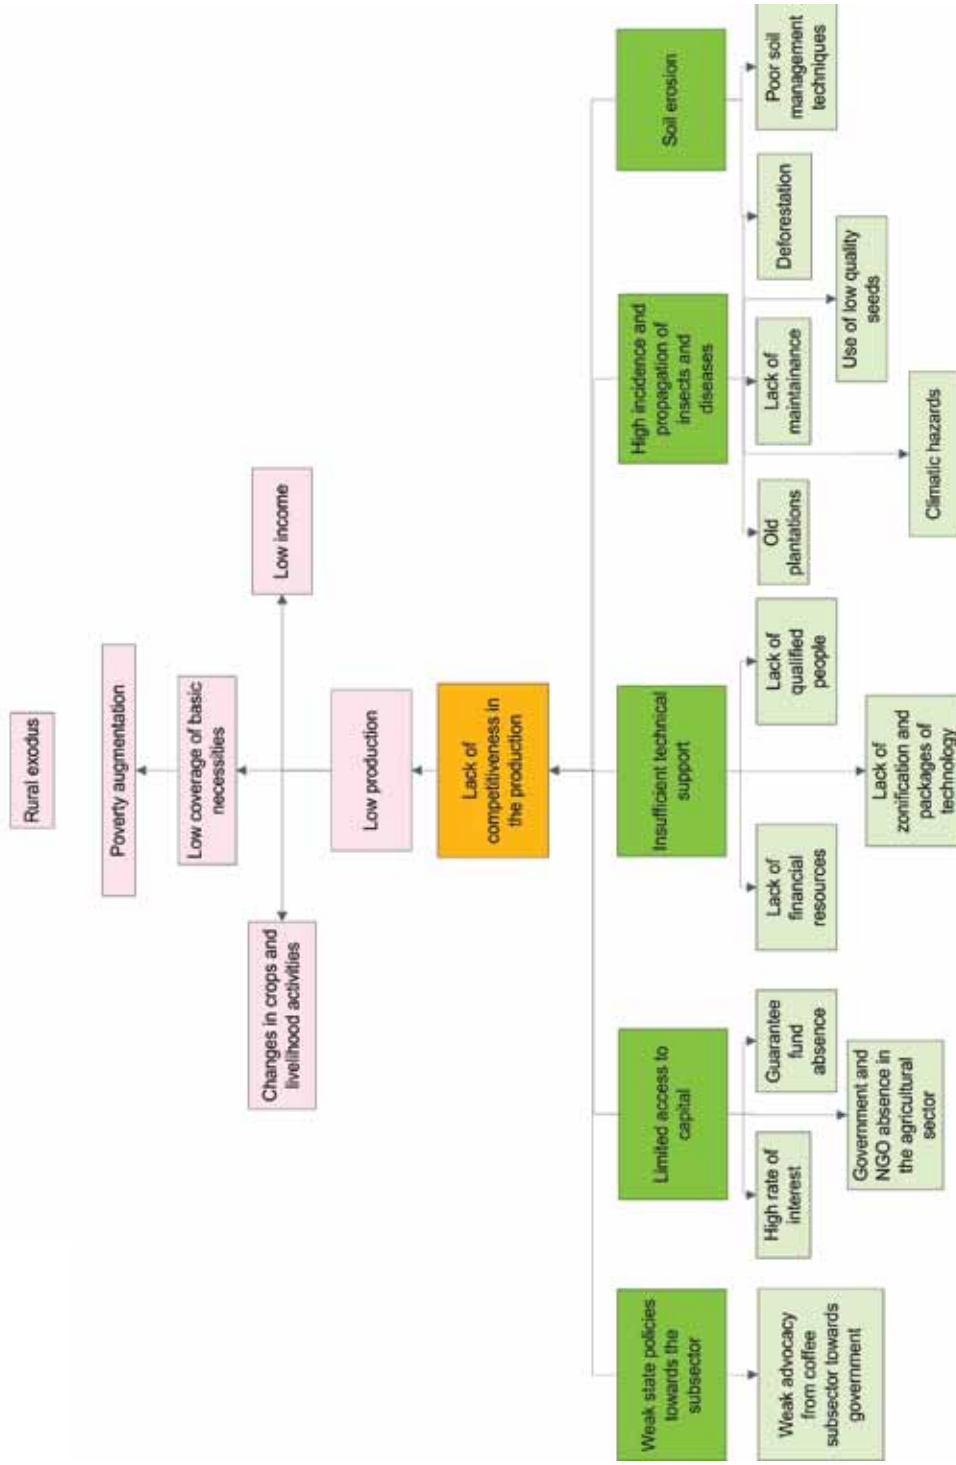 Rural exodus
Poverty augmentation
Low coverage of basic
necessities
Changes in crops and
livelihood activities
Low income
Low production
Lack of
competitiveness in
the production
Weak state policies
towards the
subsector
Limited access to
capital
Insufficient technical
support
High incidence and
propagation of
insects and
diseases
Soil erosion
Weak advocacy
from coffee
subsector towards
government
High rate of
interest
Guarantee
fund
absence
Government and
NGO absence in
the agricultural
sector
Lack of
financial
resources
Lack of
qualified
people
Lack of
zonification and
packages of
technology
Old
plantations
Lack of
maintainance
Deforestation
Poor soil
management
techniques
Use of low quality
seeds
Climatic hazards